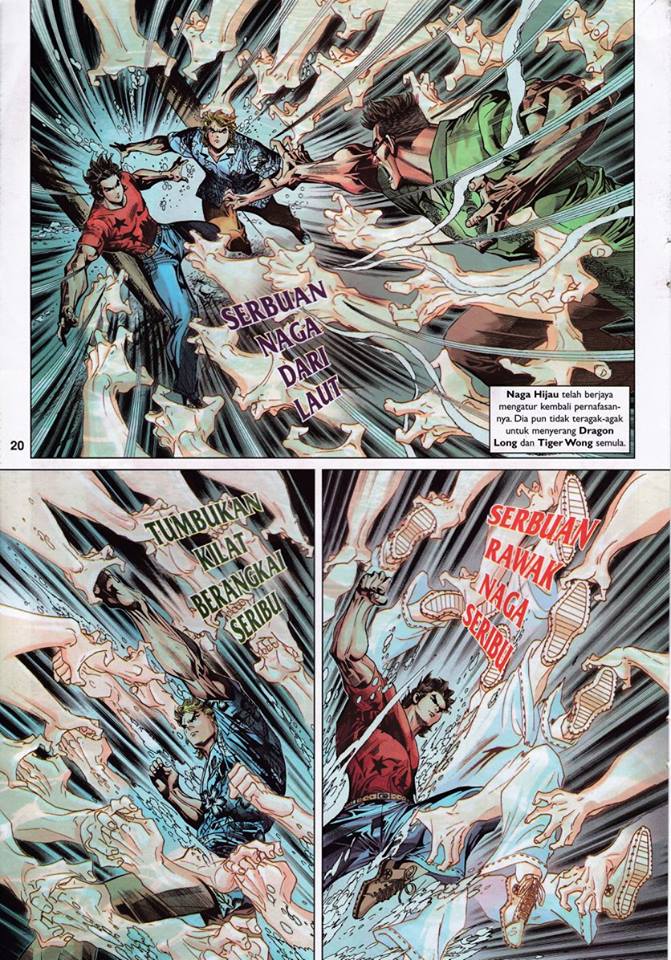 SERBUAN
NAGA
DARI
LAUT
Naga Hijau telah berjaya
mengatur kembali pernafasan-
nya. Dia pun tidak teragak-agak
untuk menyerang Dragon
Long dan Tiger Wong semula.
20
TUMBUKAN
KILAT
BERANGKAI
SERIBU
SERBUAN
RAWAK
NAGA
SERIBU